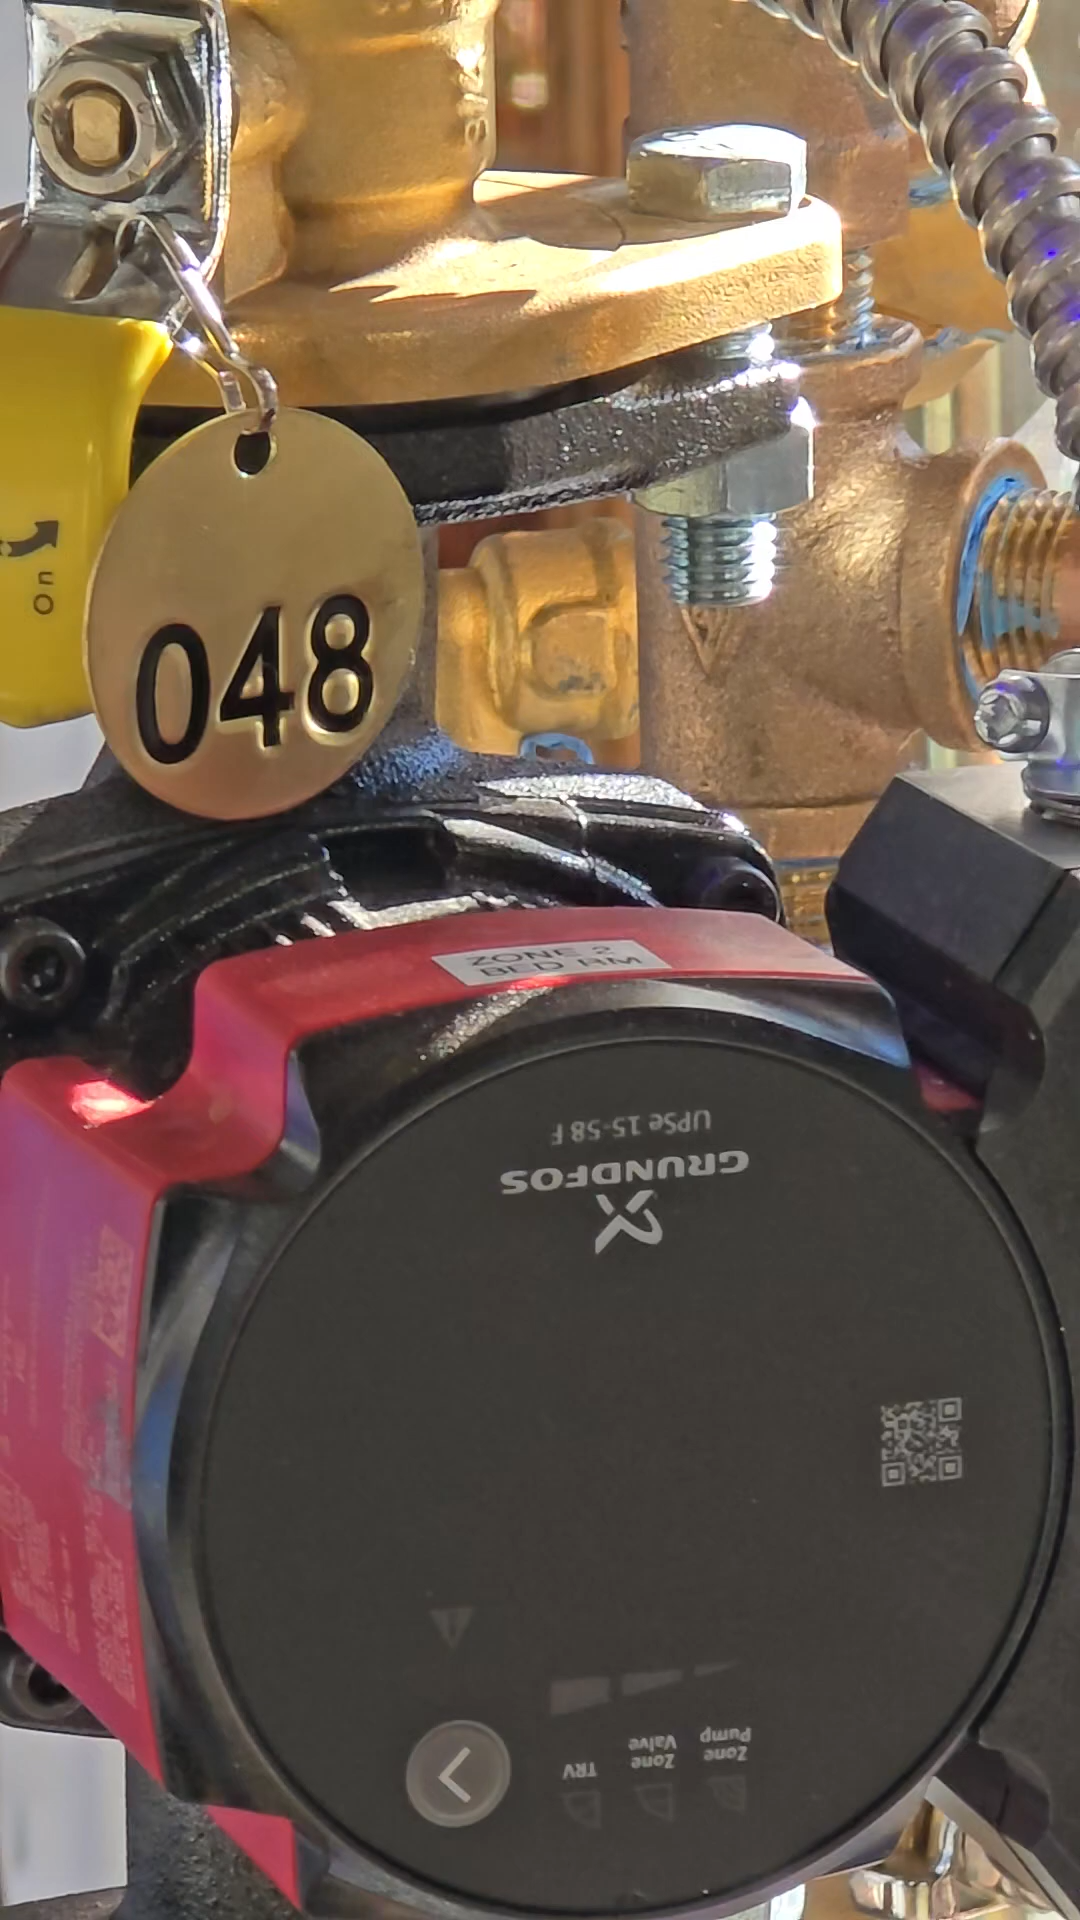 On
048
ZONE 2
BED RM
UPSe 15-58 F
GRUNDFOS
Zone
Pump
Zone
Valve
TRV